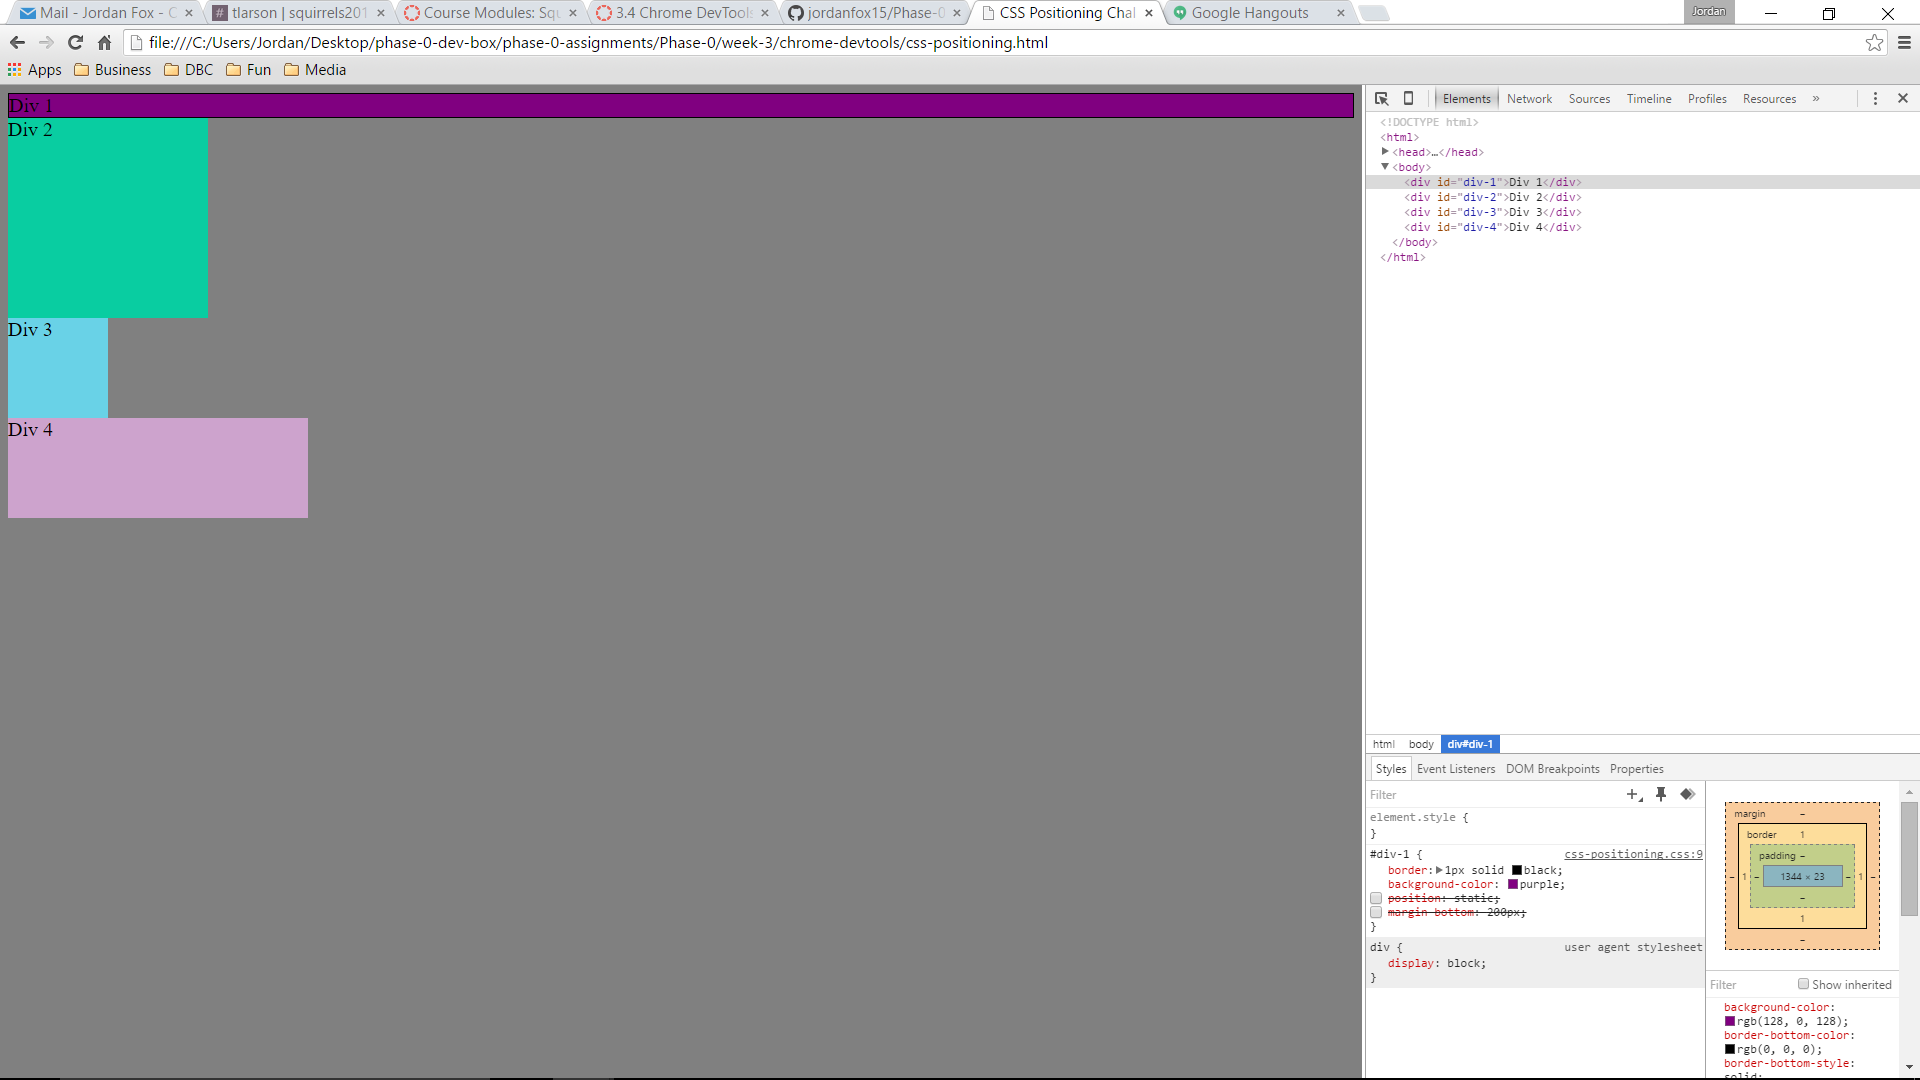 Mail - Jordan Fox - C
tlarson | squirrels201
Course Modules: Squ
3.4 Chrome DevTools
jordanfox15/Phase-0
CSS Positioning Chal
Google Hangouts
Jordan
file:///C:/Users/Jordan/Desktop/phase-0-dev-box/phase-0-assignments/Phase-0/week-3/chrome-devtools/css-positioning.html
Apps Business DBC Fun Media
Div 1
Div 2
Div 3
Div 4
Elements Network Sources Timeline Profiles Resources »
<!DOCTYPE html>
<html>
<head>…</head>
<body>
<div id="div-1">Div 1</div>
<div id="div-2">Div 2</div>
<div id="div-3">Div 3</div>
<div id="div-4">Div 4</div>
</body>
</html>
html body div#div-1
Styles Event Listeners DOM Breakpoints Properties
Filter
element.style {
}
#div-1 { css-positioning.css:9
border: 1px solid black;
background-color: purple;
position: static;
margin-bottom: 200px;
}
div { user agent stylesheet
display: block;
}
margin –
border 1
padding –
– 1 – 1344 × 23 – 1 –
–
1
–
Filter Show inherited
background-color:
rgb(128, 0, 128);
border-bottom-color:
rgb(0, 0, 0);
border-bottom-style:
solid;